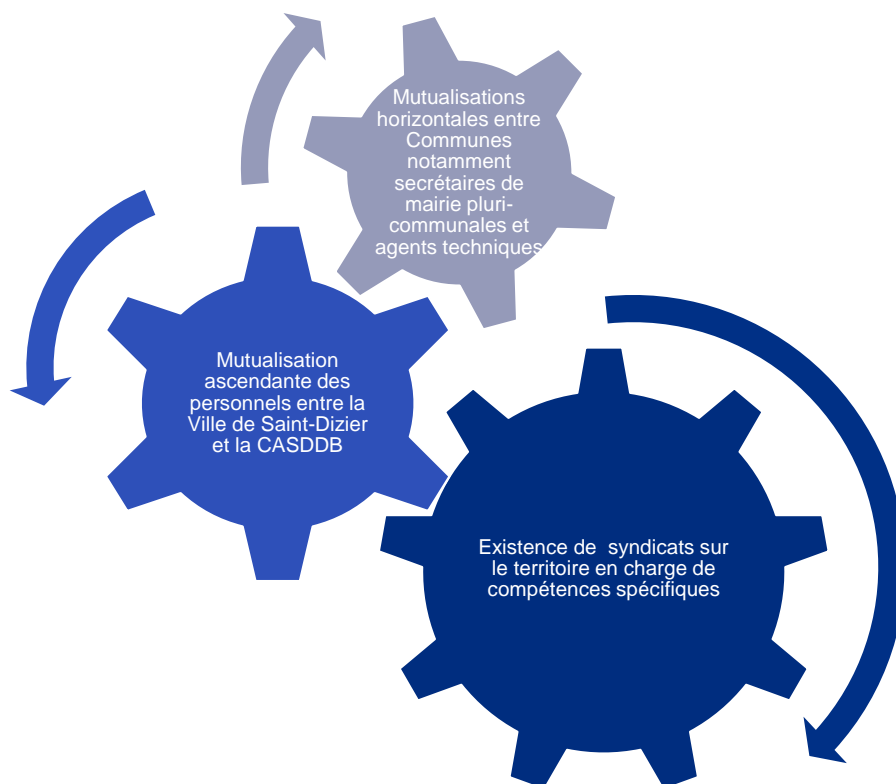 Mutualisations
horizontales entre
Communes
notamment
secrétaires de
mairie pluri-
communales et
agents techniques
Mutualisation
ascendante des
personnels entre la
Ville de Saint-Dizier
et la CASDDB
Existence de  syndicats sur
le territoire en charge de
compétences spécifiques